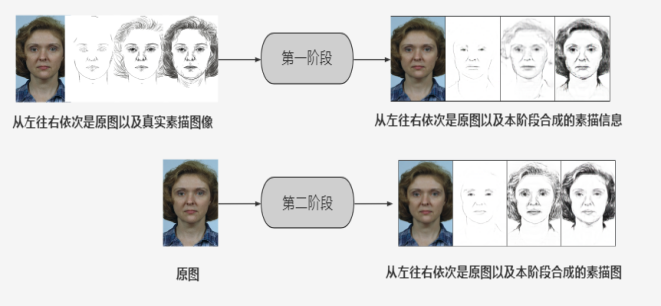 第一阶段
从左往右依次是原图以及真实素描图像
从左往右依次是原图以及本阶段合成的素描信息
第二阶段
原图
从左往右依次是原图以及本阶段合成的素描图